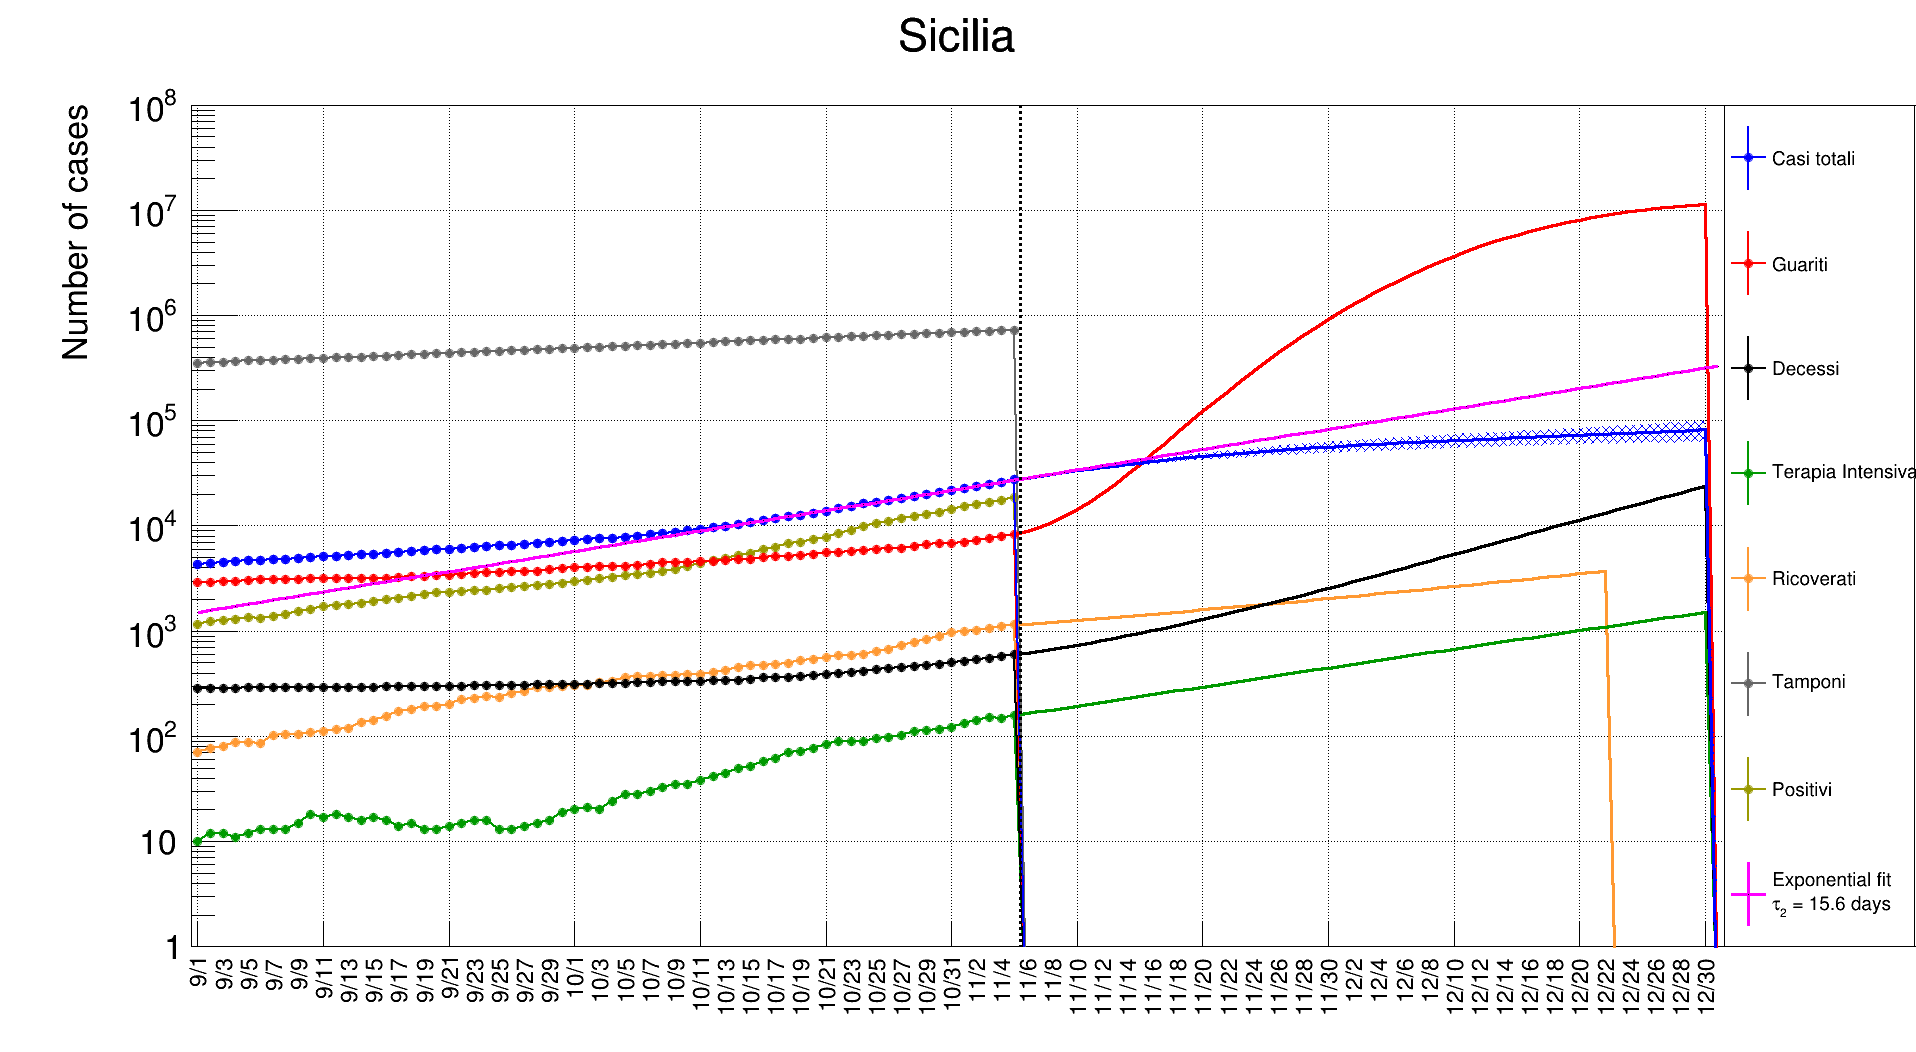 Sicilia
Number of cases
10^8
10^7
10^6
10^5
10^4
10^3
10^2
10
1
9/1 9/3 9/5 9/7 9/9 9/11 9/13 9/15 9/17 9/19 9/21 9/23 9/25 9/27 9/29 10/1 10/3 10/5 10/7 10/9 10/11 10/13 10/15 10/17 10/19 10/21 10/23 10/25 10/27 10/29 10/31 11/2 11/4 11/6 11/8 11/10 11/12 11/14 11/16 11/18 11/20 11/22 11/24 11/26 11/28 11/30 12/2 12/4 12/6 12/8 12/10 12/12 12/14 12/16 12/18 12/20 12/22 12/24 12/26 12/28 12/30
Casi totali
Guariti
Decessi
Terapia Intensiva
Ricoverati
Tamponi
Positivi
Exponential fit
τ_2 = 15.6 days